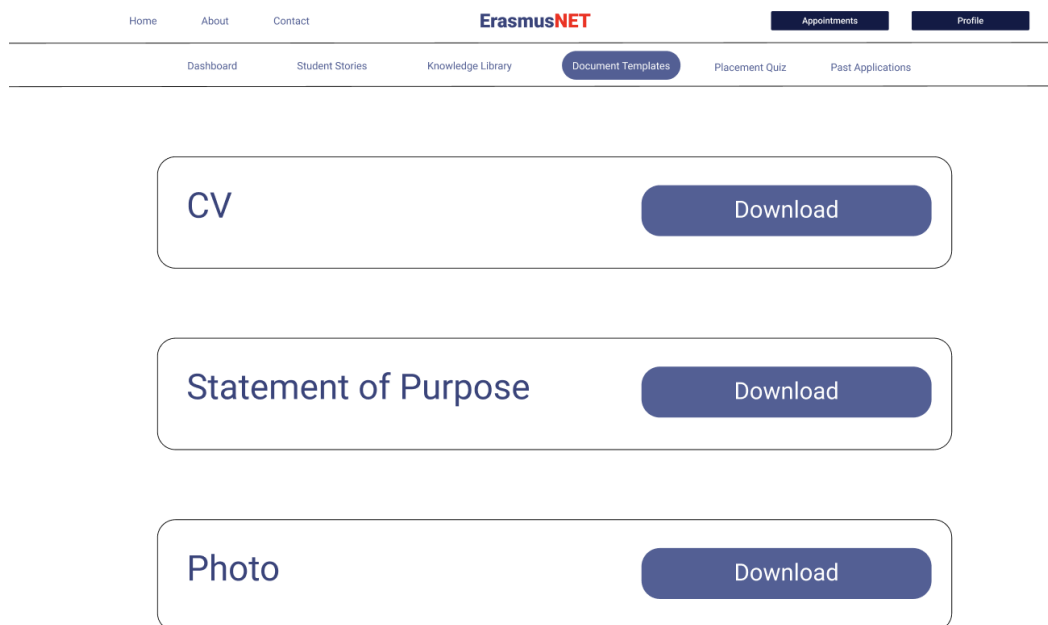 Home About Contact ErasmusNET Appointments Profile
Dashboard Student Stories Knowledge Library Document Templates Placement Quiz Past Applications
CV Download
Statement of Purpose Download
Photo Download